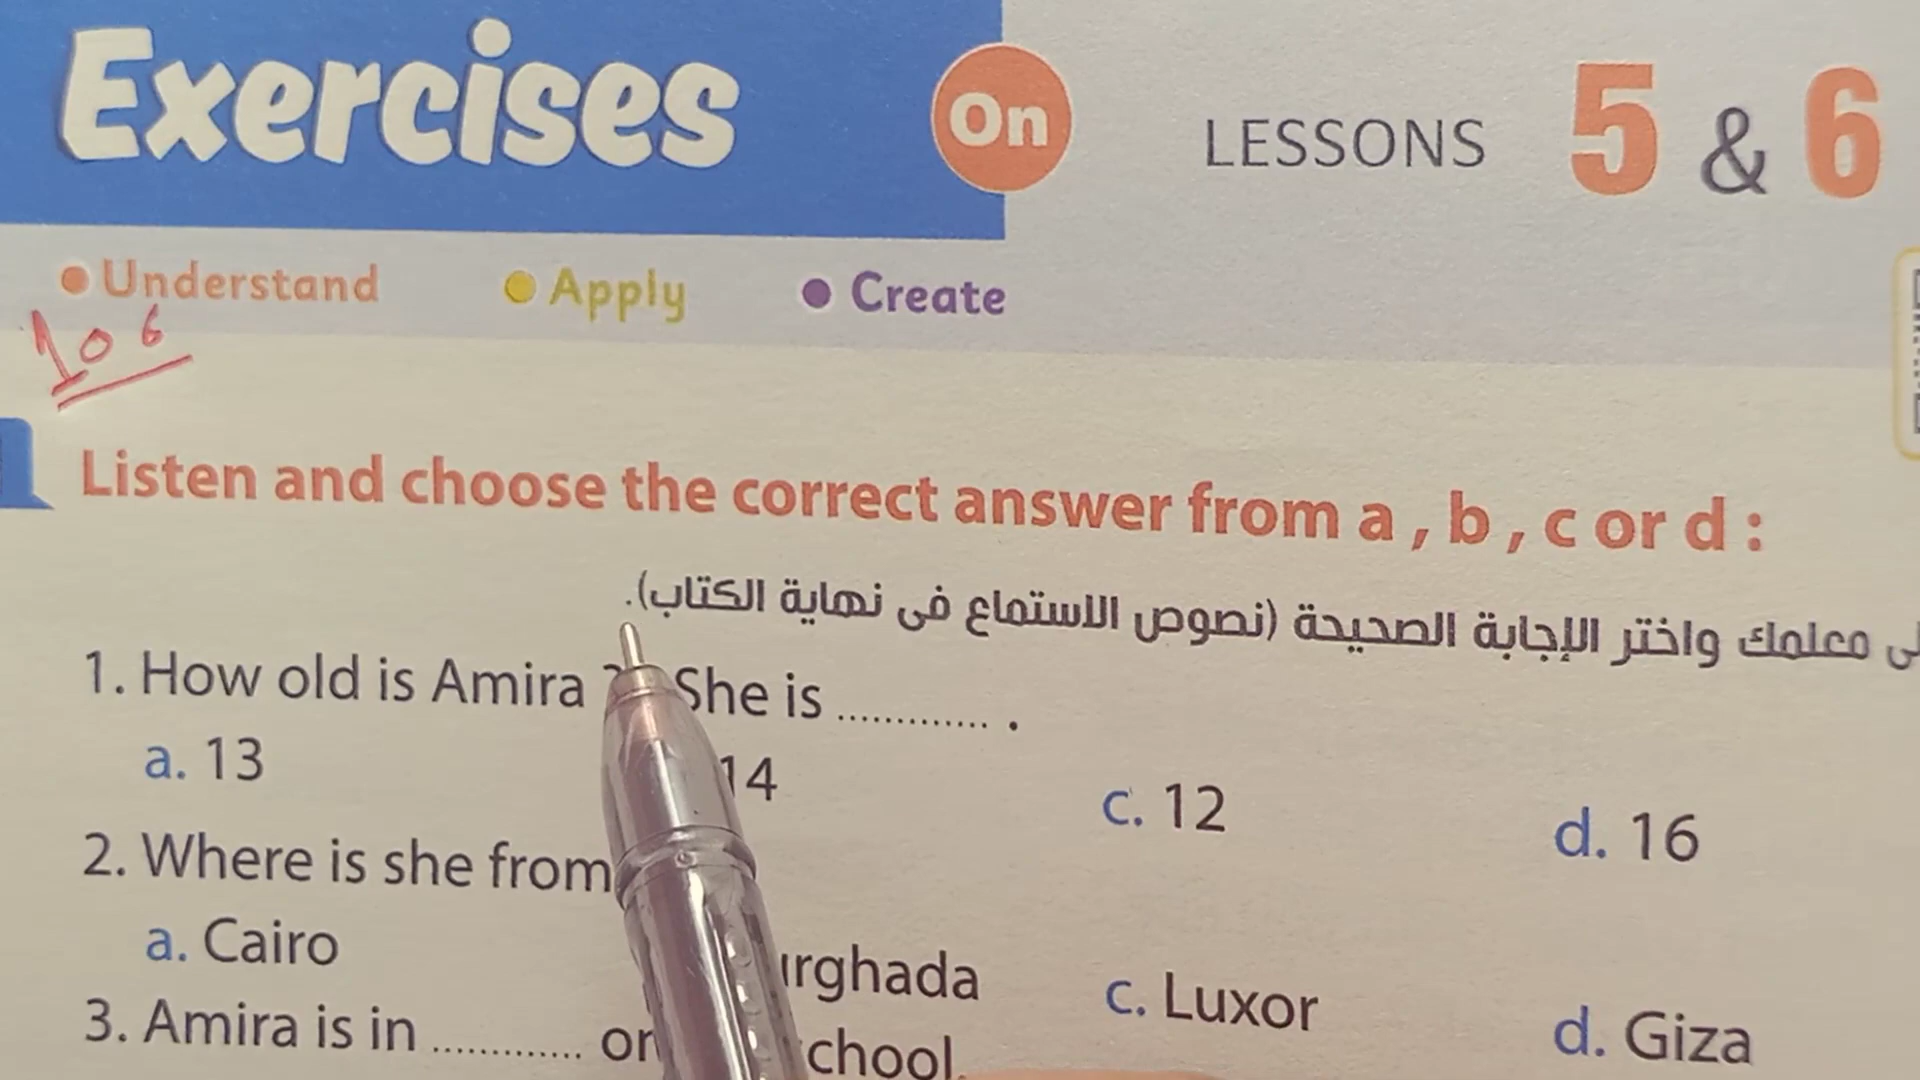 Exercises On LESSONS 5 & 6
Understand Apply Create
106
Listen and choose the correct answer from a , b , c or d :
معلمك واختر الإجابة الصحيحة (نصوص الاستماع فى نهاية الكتاب).
1. How old is Amira She is ............. .
a. 13 14 c. 12 d. 16
2. Where is she from
a. Cairo c. Luxor d. Giza
3. Amira is in .............